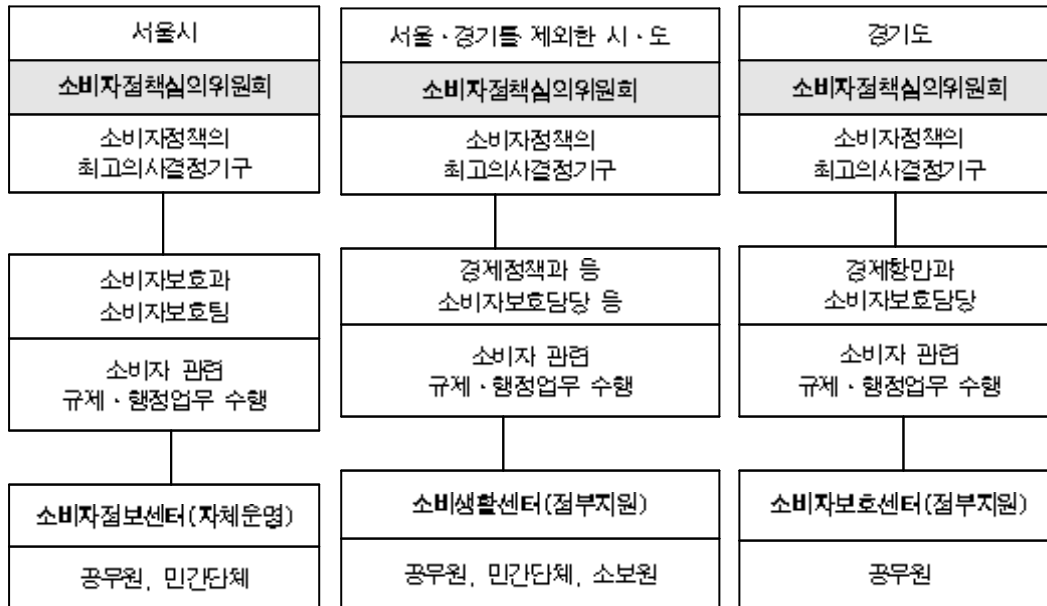 서울시
소비자정책심의위원회
소비자정책의
최고의사결정기구
소비자보호과
소비자보호팀
소비자 관련
규제·행정업무 수행
소비자정보센터(자체운영)
공무원, 민간단체
서울·경기를 제외한 시·도
소비자정책심의위원회
소비자정책의
최고의사결정기구
경제정책과 등
소비자보호담당 등
소비자 관련
규제·행정업무 수행
소비생활센터(정부지원)
공무원, 민간단체, 소보원
경기도
소비자정책심의위원회
소비자정책의
최고의사결정기구
경제항만과
소비자보호담당
소비자 관련
규제·행정업무 수행
소비자보호센터(정부지원)
공무원